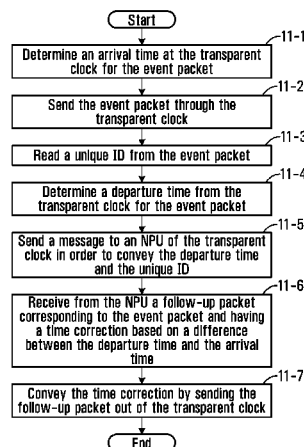 Start
11-1
Determine an arrival time at the transparent
clock for the event packet
11-2
Send the event packet through the
transparent clock
11-3
Read a unique ID from the event packet
11-4
Determine a departure time from the
transparent clock for the event packet
11-5
Send a message to an NPU of the transparent
clock in order to convey the departure time
and the unique ID
11-6
Receive from the NPU a follow-up packet
corresponding to the event packet and having
a time correction based on a difference
between the departure time and the arrival
time
11-7
Convey the time correction by sending the
follow-up packet out of the transparent clock
End